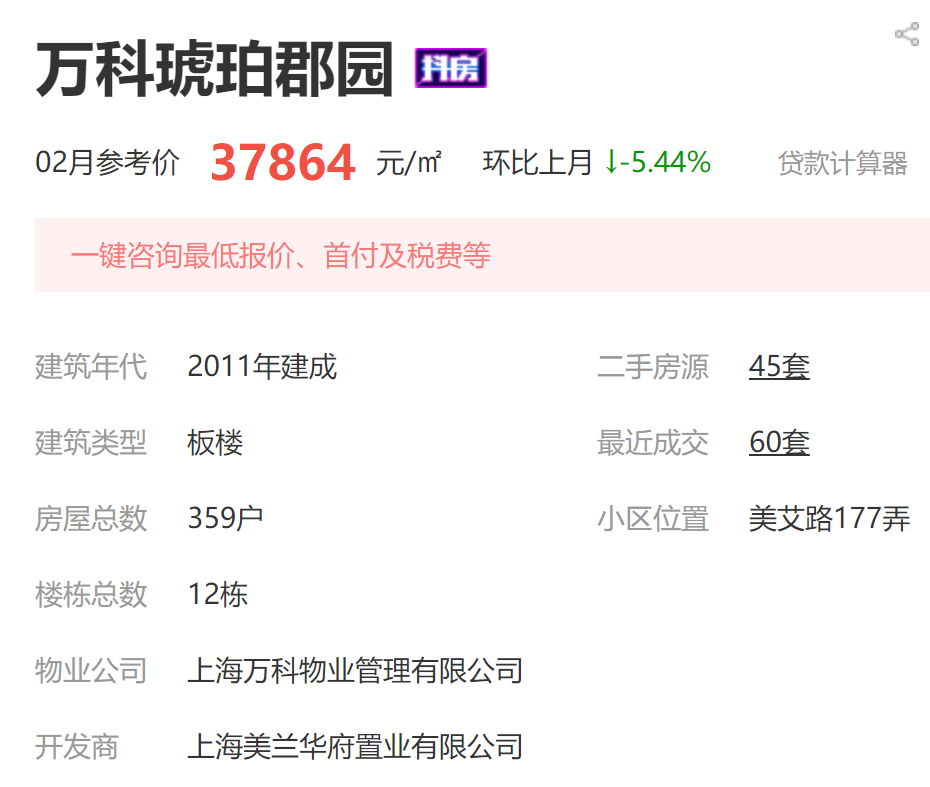 万科琥珀郡园 抖房
02月参考价 37864 元/㎡ 环比上月 ↓-5.44% 贷款计算器
一键咨询最低报价、首付及税费等
建筑年代 2011年建成 二手房源 45套
建筑类型 板楼 最近成交 60套
房屋总数 359户 小区位置 美艾路177弄
楼栋总数 12栋
物业公司 上海万科物业管理有限公司
开发商 上海美兰华府置业有限公司